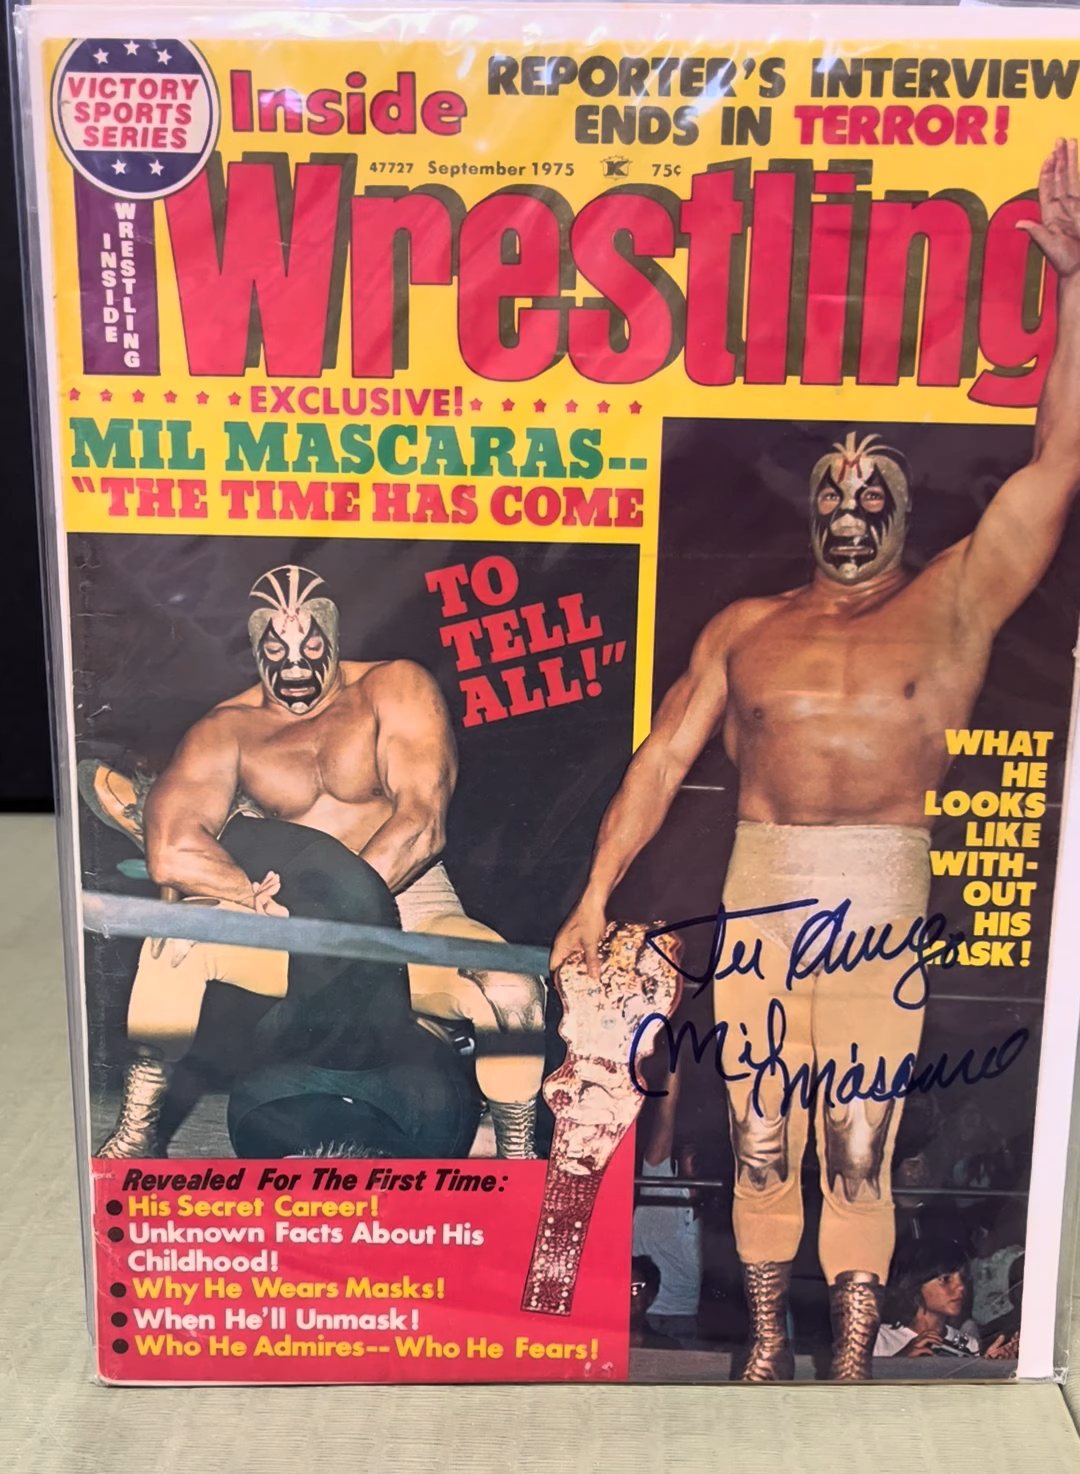 VICTORY
SPORTS
SERIES
Inside
REPORTER'S INTERVIEW
ENDS IN TERROR!
47727 September 1975 K 75¢
Wrestling
INSIDE
WRESTLING
EXCLUSIVE!
MIL MASCARAS--
"THE TIME HAS COME
TO
TELL
ALL!"
M
WHAT
HE
LOOKS
LIKE
WITH-
OUT
HIS
MASK!
Tu Amigo
Mil Máscaras
Revealed For The First Time:
● His Secret Career!
● Unknown Facts About His
Childhood!
● Why He Wears Masks!
● When He'll Unmask!
● Who He Admires-- Who He Fears!